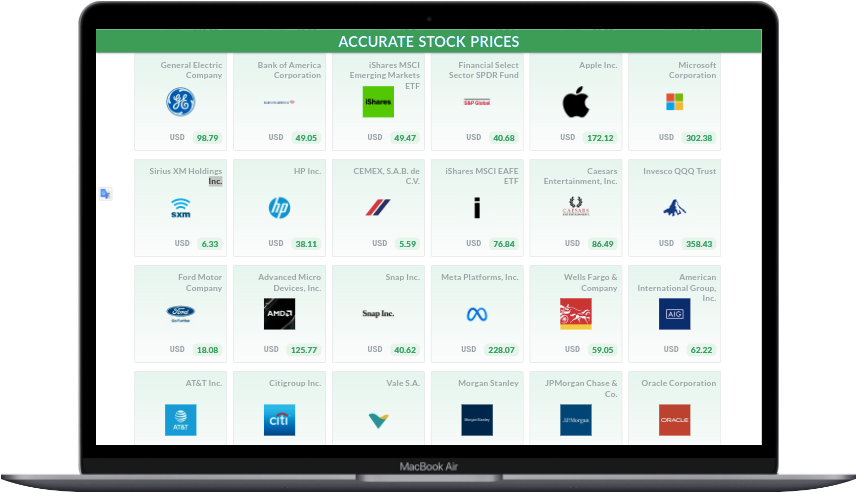 ACCURATE STOCK PRICES
General Electric
Company
USD 98.79
Bank of America
Corporation
USD 49.05
iShares MSCI
Emerging Markets
ETF
iShares
USD 49.47
Financial Select
Sector SPDR Fund
S&P Global
USD 40.68
Apple Inc.
USD 172.12
Microsoft
Corporation
USD 302.38
Sirius XM Holdings
Inc.
sxm
USD 6.33
HP Inc.
hp
USD 38.11
CEMEX, S.A.B. de
C.V.
USD 5.59
iShares MSCI EAFE
ETF
i
USD 76.84
Caesars
Entertainment, Inc.
CAESARS
USD 86.49
Invesco QQQ Trust
USD 358.43
Ford Motor
Company
Ford
Go Further
USD 18.08
Advanced Micro
Devices, Inc.
AMD
USD 125.77
Snap Inc.
Snap Inc.
USD 40.62
Meta Platforms, Inc.
USD 228.07
Wells Fargo &
Company
USD 59.05
American
International Group,
Inc.
AIG
USD 62.22
AT&T Inc.
AT&T
Citigroup Inc.
citi
Vale S.A.
Morgan Stanley
Morgan Stanley
JPMorgan Chase &
Co.
J.P.Morgan
Oracle Corporation
ORACLE
MacBook Air